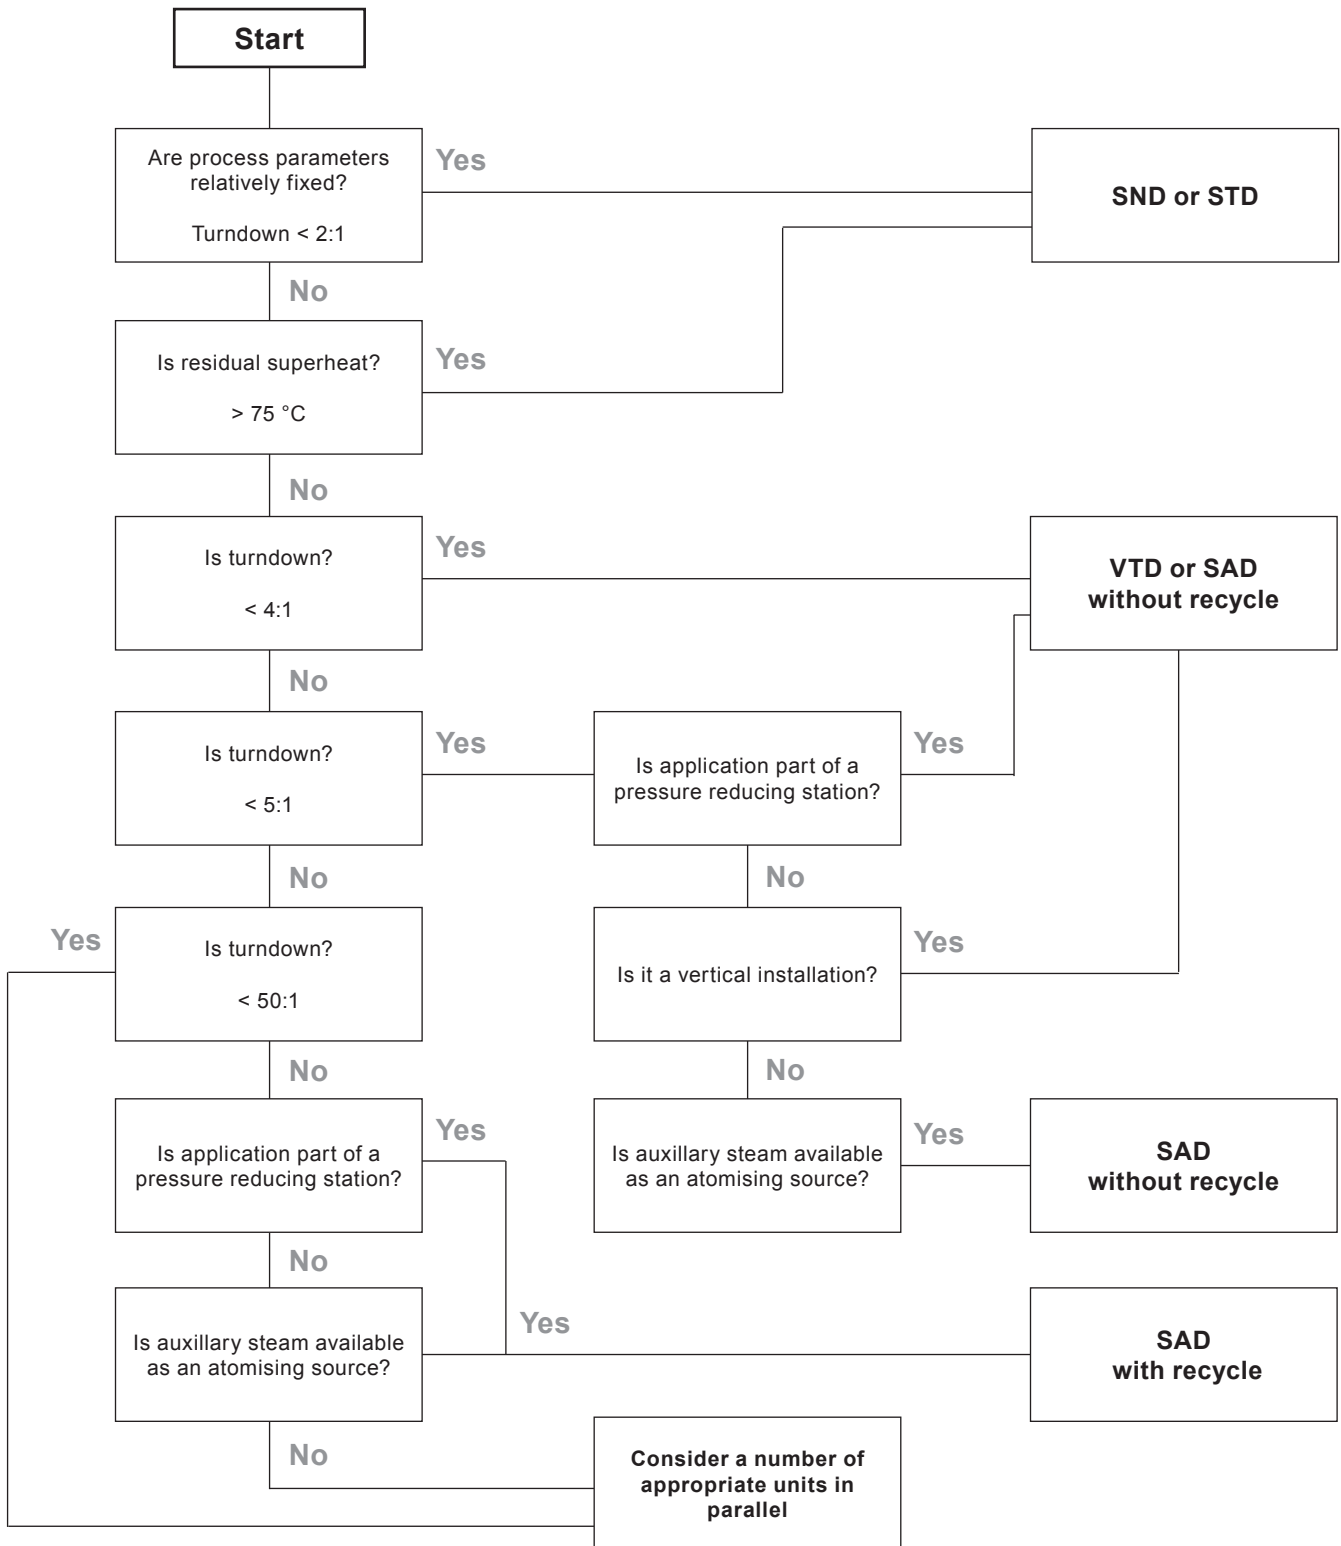 Start
Are process parameters
relatively fixed?
Turndown < 2:1
Yes
SND or STD
No
Is residual superheat?
> 75 °C
Yes
No
Is turndown?
< 4:1
Yes
VTD or SAD
without recycle
No
Is turndown?
< 5:1
Yes
Is application part of a
pressure reducing station?
Yes
No
No
Yes
Is turndown?
< 50:1
Is it a vertical installation?
Yes
No
No
Is application part of a
pressure reducing station?
Yes
Is auxillary steam available
as an atomising source?
Yes
SAD
without recycle
No
Is auxillary steam available
as an atomising source?
Yes
SAD
with recycle
No
Consider a number of
appropriate units in
parallel